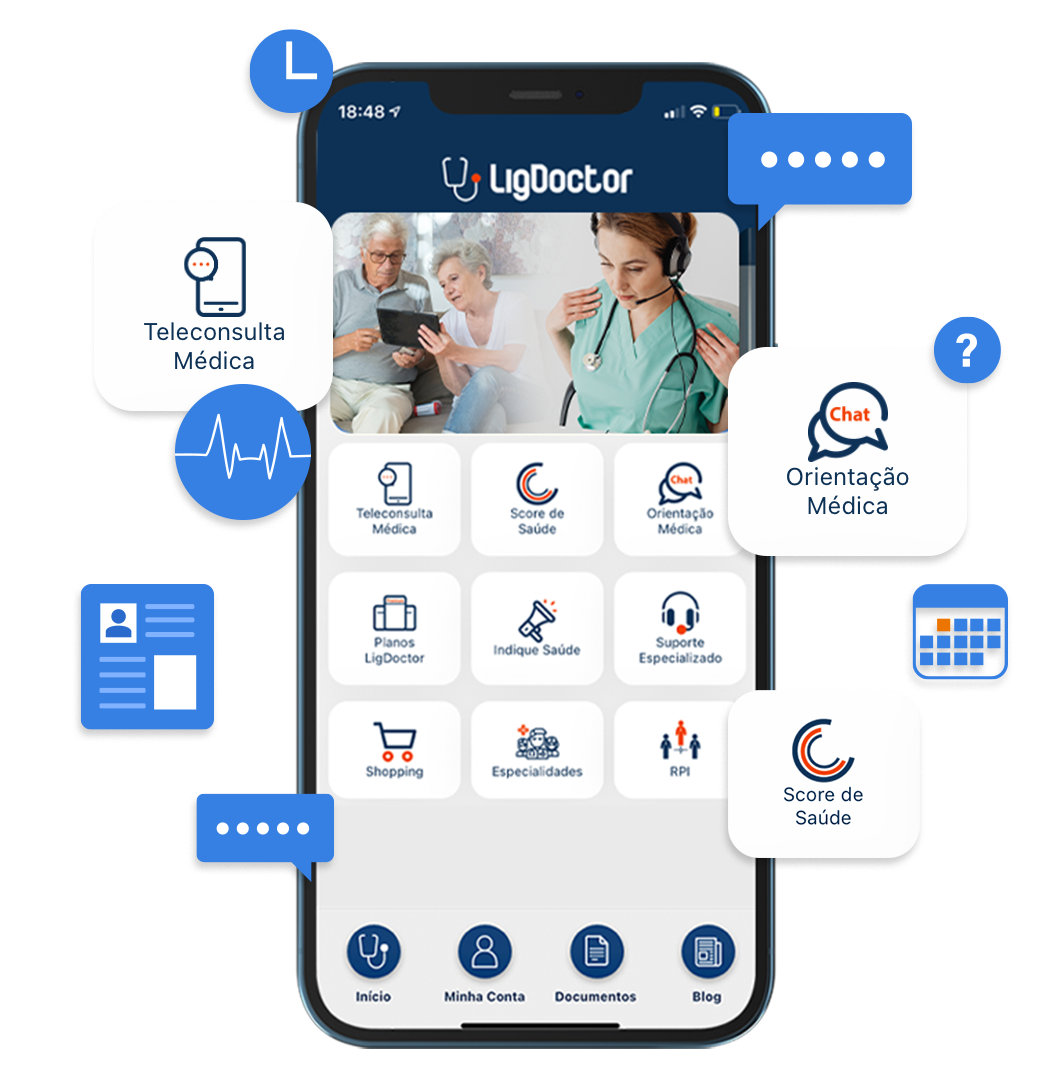 18:48
LigDoctor
Teleconsulta
Médica
?
Chat
Orientação
Médica
Teleconsulta
Médica
Score de
Saúde
Chat
Orientação
Médica
Planos
LigDoctor
Indique Saúde
Suporte
Especializado
Shopping
Especialidades
RPI
Score de
Saúde
Início
Minha Conta
Documentos
Blog